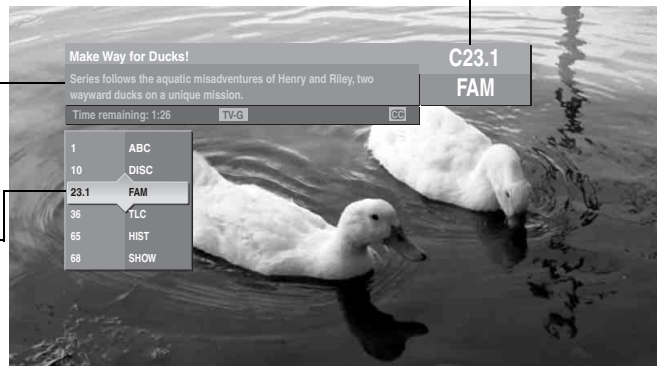 Make Way for Ducks!
C23.1
Series follows the aquatic misadventures of Henry and Riley, two
wayward ducks on a unique mission.
FAM
Time remaining: 1:26 TV-G CC
1 ABC
10 DISC
23.1 FAM
36 TLC
65 HIST
68 SHOW